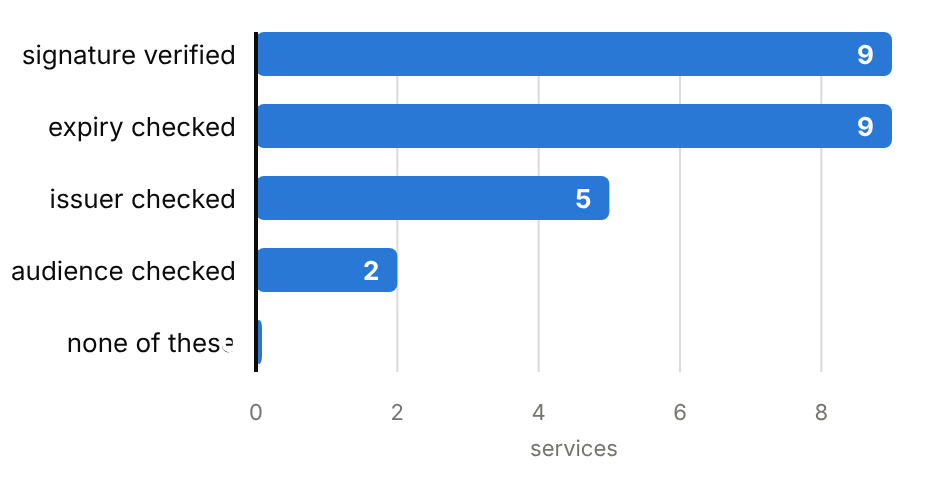 signature verified 9
expiry checked 9
issuer checked 5
audience checked 2
none of these
0 2 4 6 8
services